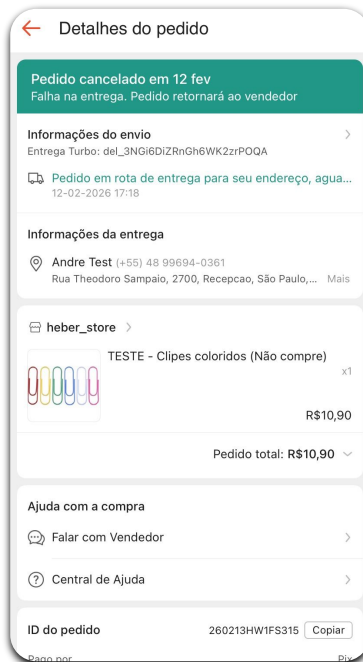 Detalhes do pedido
Pedido cancelado em 12 fev
Falha na entrega. Pedido retornará ao vendedor
Informações do envio
Entrega Turbo: del_3NGi6DiZRnGh6WK2zrPOQA
Pedido em rota de entrega para seu endereço, agua...
12-02-2026 17:18
Informações da entrega
Andre Test (+55) 48 99694-0361
Rua Theodoro Sampaio, 2700, Recepcao, São Paulo,... Mais
heber_store
TESTE - Clipes coloridos (Não compre)
x1
R$10,90
Pedido total: R$10,90
Ajuda com a compra
Falar com Vendedor
Central de Ajuda
ID do pedido 260213HW1FS315 Copiar
Pago por Pix